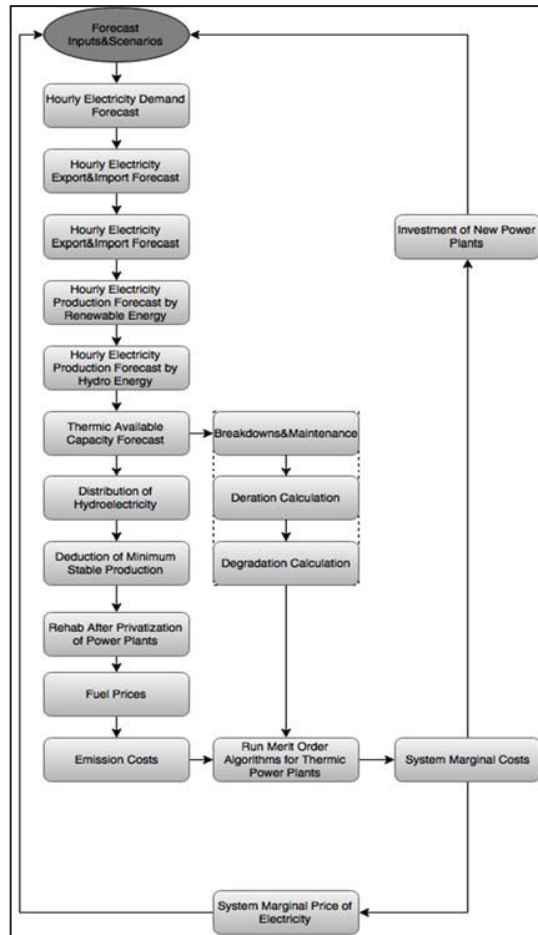 Forecast
Inputs&Scenarios
Hourly Electricity Demand
Forecast
Hourly Electricity
Export&Import Forecast
Hourly Electricity
Export&Import Forecast
Investment of New Power
Plants
Hourly Electricity
Production Forecast by
Renewable Energy
Hourly Electricity
Production Forecast by
Hydro Energy
Thermic Available
Capacity Forecast
Breakdowns&Maintenance
Distribution of
Hydroelectricity
Deration Calculation
Deduction of Minimum
Stable Production
Degradation Calculation
Rehab After Privatization
of Power Plants
Fuel Prices
Emission Costs
Run Merit Order
Algorithms for Thermic
Power Plants
System Marginal Costs
System Marginal Price of
Electricity